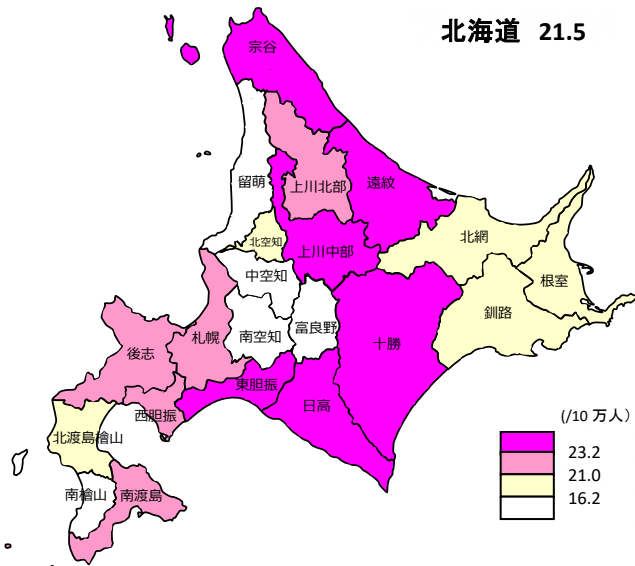 北海道 21.5
宗谷
留萌
上川北部
遠紋
北空知
上川中部
北網
中空知
根室
釧路
札幌
南空知
富良野
十勝
後志
東胆振
日高
西胆振
北渡島檜山
南檜山
南渡島
(/10 万人)
23.2
21.0
16.2